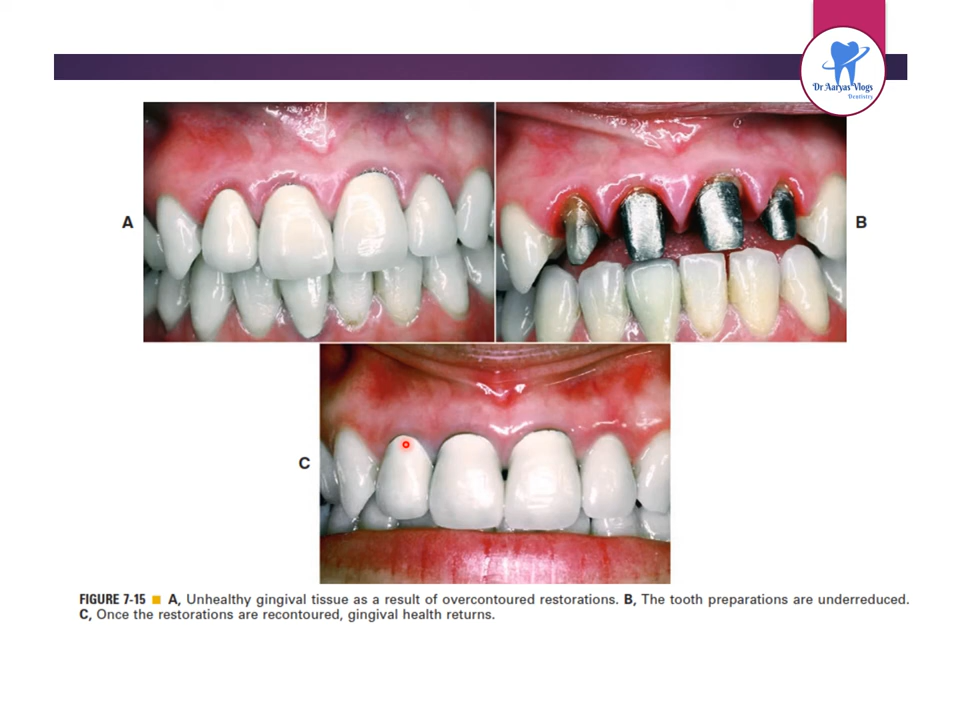 Dr Aaryas Vlogs
Dentistry
A
B
C
FIGURE 7-15 ■ A, Unhealthy gingival tissue as a result of overcontoured restorations. B, The tooth preparations are underreduced.
C, Once the restorations are recontoured, gingival health returns.